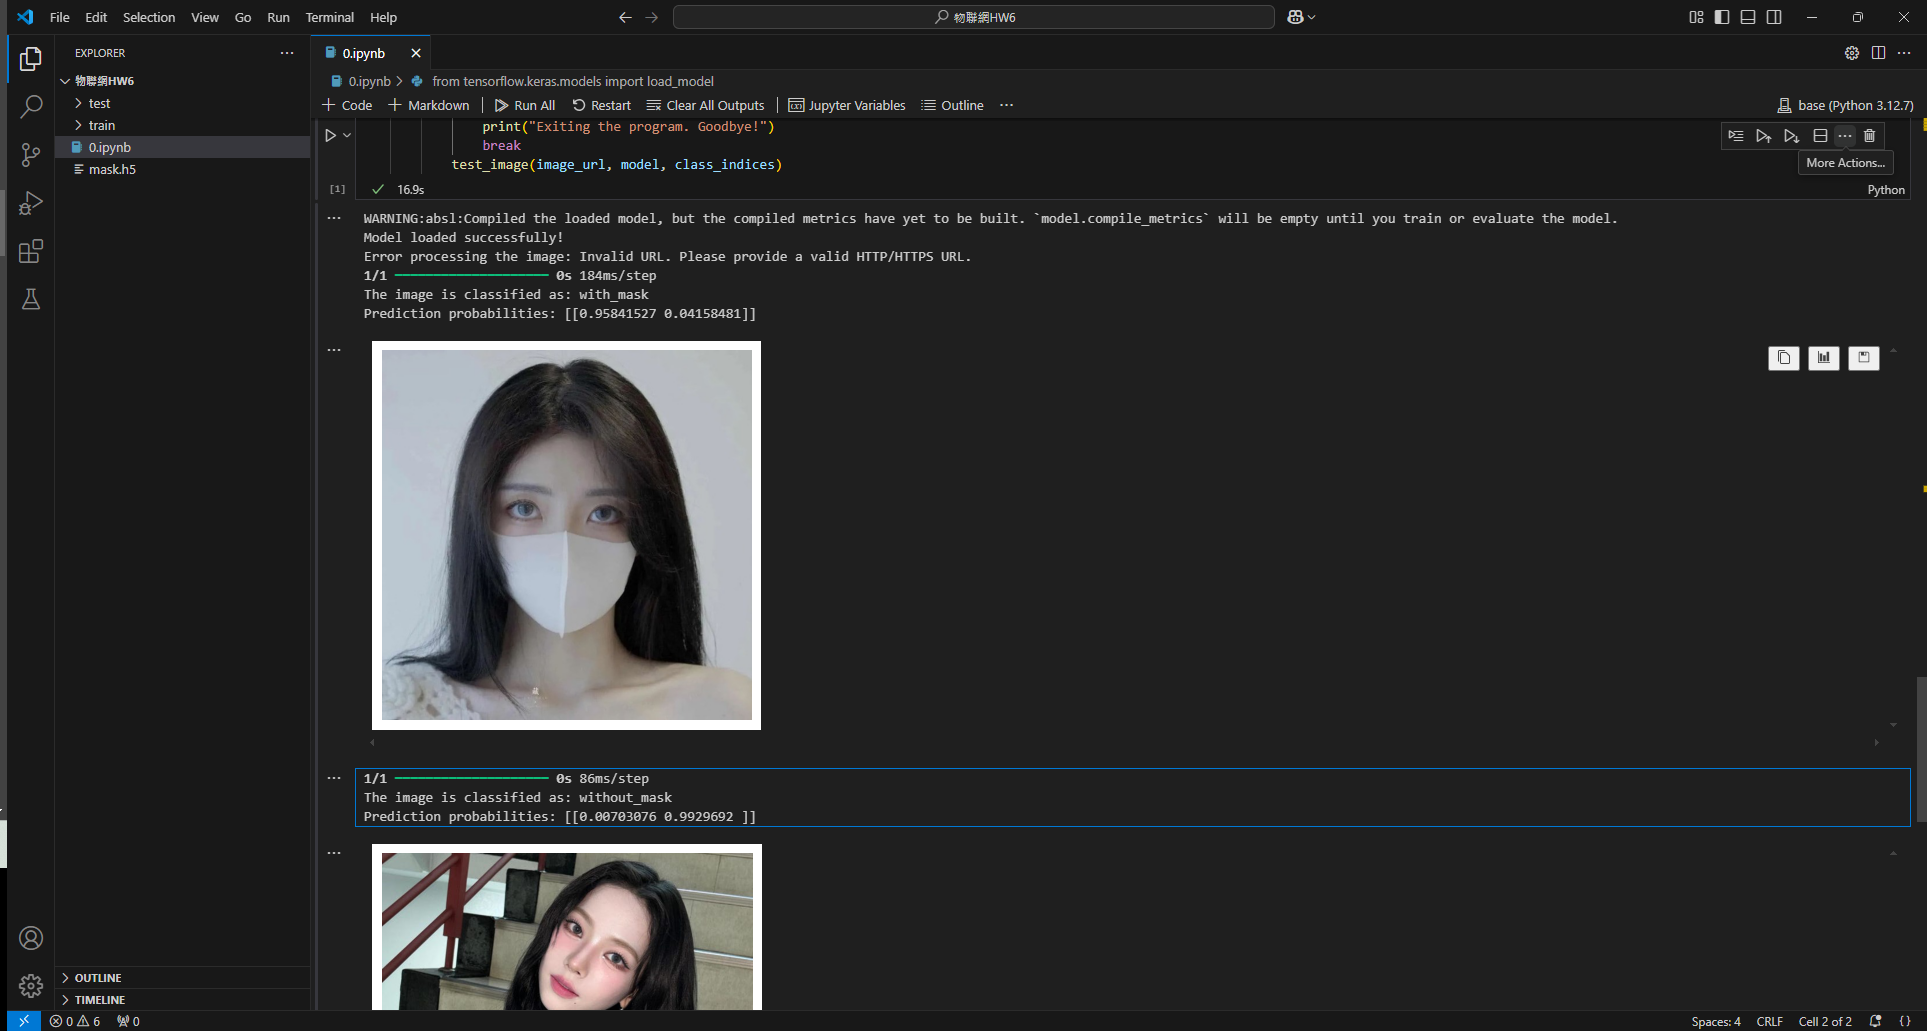 File Edit Selection View Go Run Terminal Help
物聯網HW6
EXPLORER
物聯網HW6
test
train
0.ipynb
mask.h5
OUTLINE
TIMELINE
0.ipynb
0.ipynb > from tensorflow.keras.models import load_model
Code Markdown Run All Restart Clear All Outputs Jupyter Variables Outline
base (Python 3.12.7)
print("Exiting the program. Goodbye!")
break
test_image(image_url, model, class_indices)
More Actions...
[1] 16.9s
Python
WARNING:absl:Compiled the loaded model, but the compiled metrics have yet to be built. `model.compile_metrics` will be empty until you train or evaluate the model.
Model loaded successfully!
Error processing the image: Invalid URL. Please provide a valid HTTP/HTTPS URL.
1/1 0s 184ms/step
The image is classified as: with_mask
Prediction probabilities: [[0.95841527 0.04158481]]
1/1 0s 86ms/step
The image is classified as: without_mask
Prediction probabilities: [[0.00703076 0.9929692 ]]
0 6 0
Spaces: 4 CRLF Cell 2 of 2